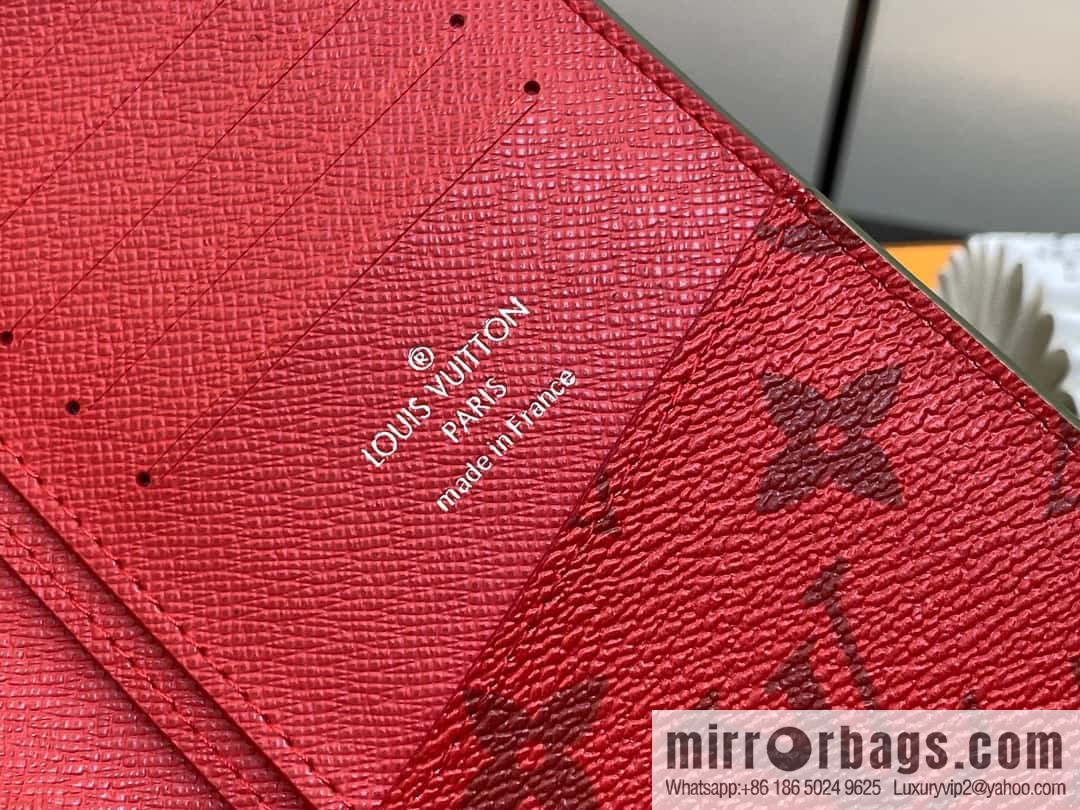 ®
LOUIS VUITTON
PARIS
made in France
mirrorbags.com
Whatsapp:+86 186 5024 9625 Luxuryvip2@yahoo.com